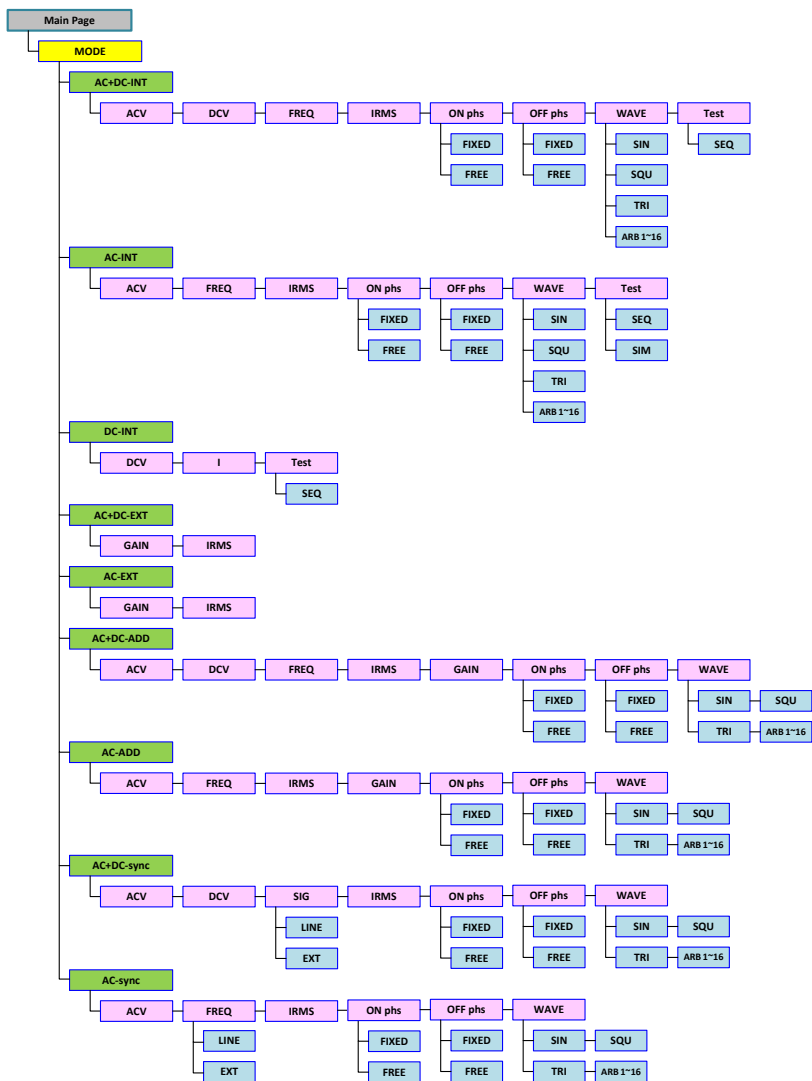 Main Page
MODE
AC+DC-INT
ACV DCV FREQ IRMS ON phs OFF phs WAVE Test
FIXED FIXED SIN SEQ
FREE FREE SQU
TRI
ARB 1~16
AC-INT
ACV FREQ IRMS ON phs OFF phs WAVE Test
FIXED FIXED SIN SEQ
FREE FREE SQU SIM
TRI
ARB 1~16
DC-INT
DCV I Test
SEQ
AC+DC-EXT
GAIN IRMS
AC-EXT
GAIN IRMS
AC+DC-ADD
ACV DCV FREQ IRMS GAIN ON phs OFF phs WAVE
FIXED FIXED SIN SQU
FREE FREE TRI ARB 1~16
AC-ADD
ACV FREQ IRMS GAIN ON phs OFF phs WAVE
FIXED FIXED SIN SQU
FREE FREE TRI ARB 1~16
AC+DC-sync
ACV DCV SIG IRMS ON phs OFF phs WAVE
LINE FIXED FIXED SIN SQU
EXT FREE FREE TRI ARB 1~16
AC-sync
ACV FREQ IRMS ON phs OFF phs WAVE
LINE FIXED FIXED SIN SQU
EXT FREE FREE TRI ARB 1~16